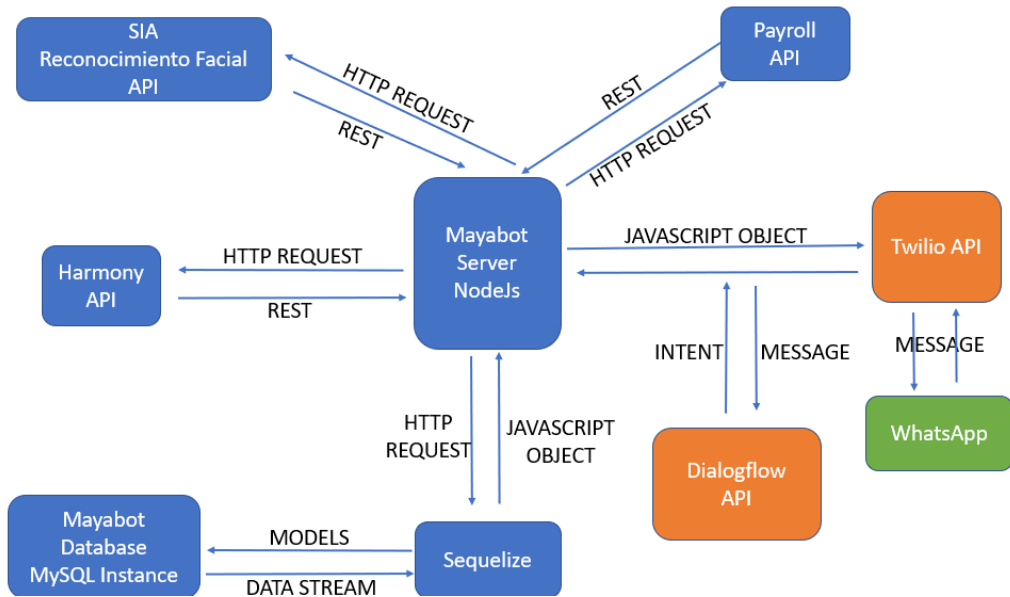 SIA
Reconocimiento Facial
API
Payroll
API
HTTP REQUEST
REST
REST
HTTP REQUEST
Mayabot
Server
NodeJs
JAVASCRIPT OBJECT
Twilio API
Harmony
API
HTTP REQUEST
REST
INTENT
MESSAGE
MESSAGE
WhatsApp
HTTP
REQUEST
JAVASCRIPT
OBJECT
Dialogflow
API
Mayabot
Database
MySQL Instance
MODELS
DATA STREAM
Sequelize